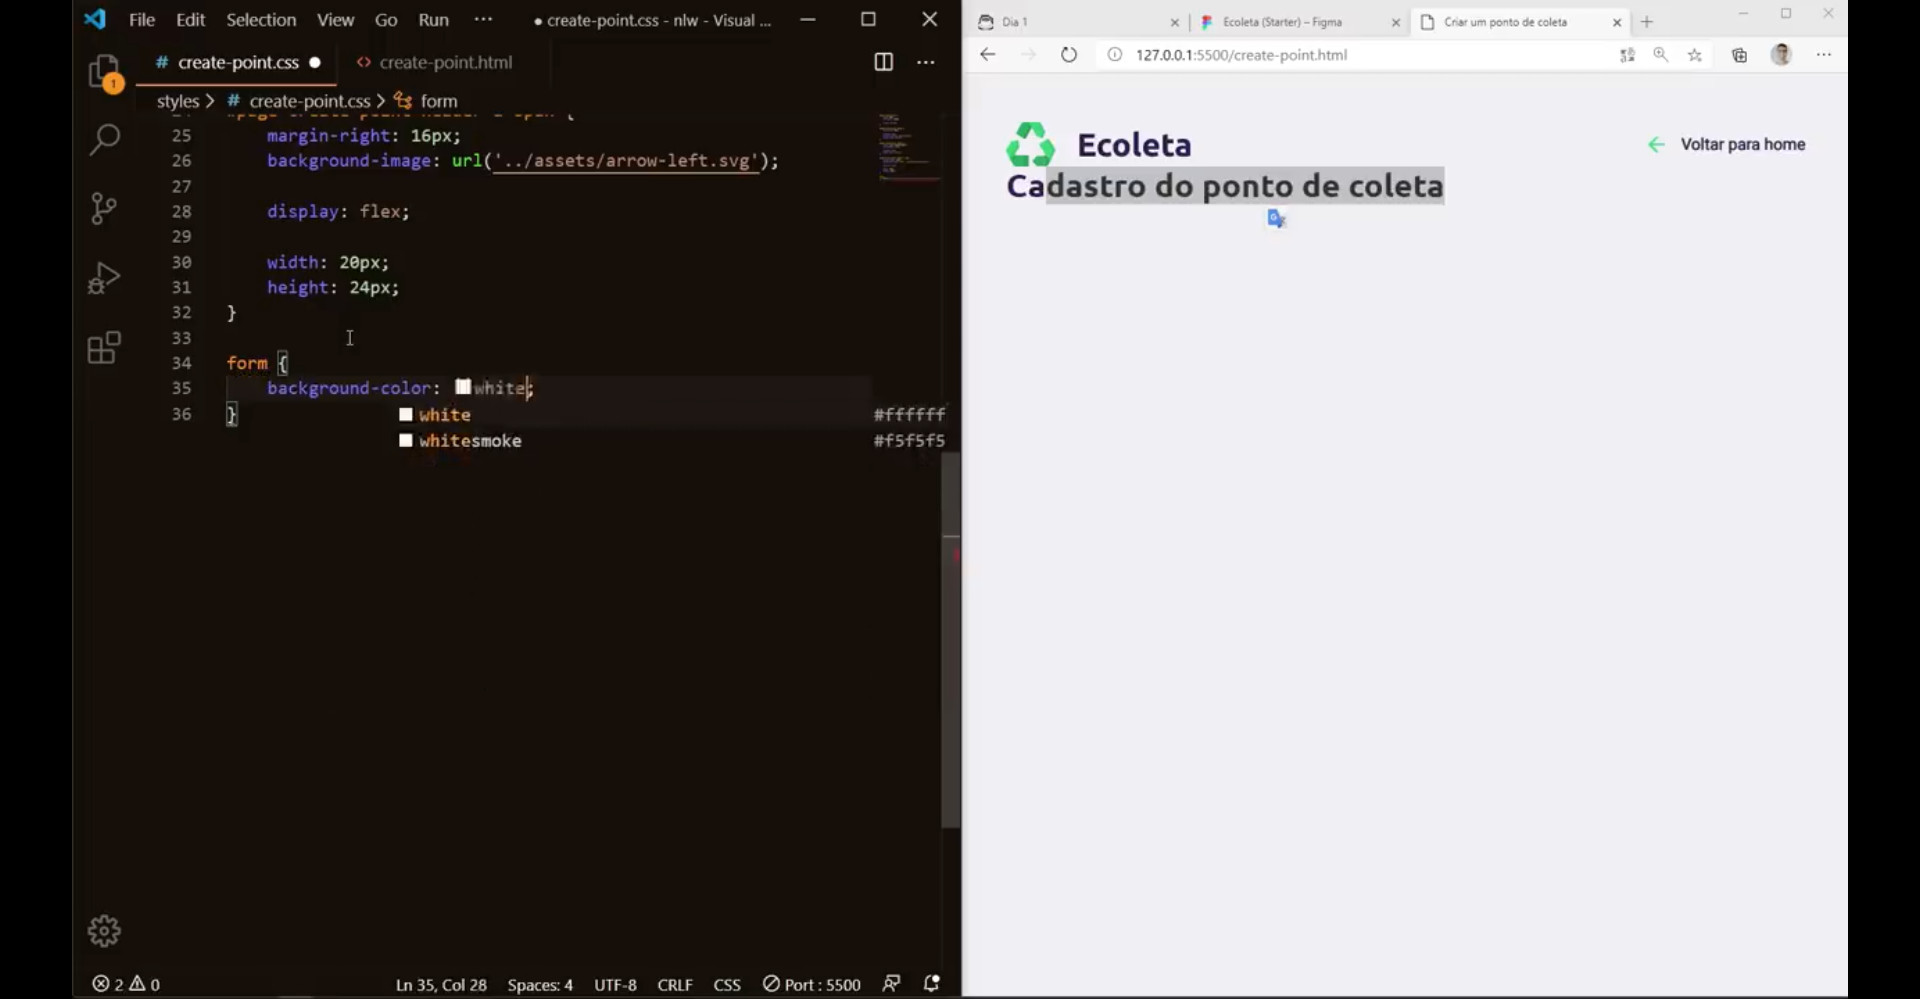 File Edit Selection View Go Run ··· ● create-point.css - nlw - Visual ...
# create-point.css ● <> create-point.html
styles > # create-point.css > form
25 margin-right: 16px;
26 background-image: url('../assets/arrow-left.svg');
27
28 display: flex;
29
30 width: 20px;
31 height: 24px;
32 }
33
34 form {
35 background-color: white;
36 }
white #ffffff
whitesmoke #f5f5f5
1
2 0 Ln 35, Col 28 Spaces: 4 UTF-8 CRLF CSS Port : 5500
Dia 1 Ecoleta (Starter) – Figma Criar um ponto de coleta
127.0.0.1:5500/create-point.html
Ecoleta
Voltar para home
Cadastro do ponto de coleta